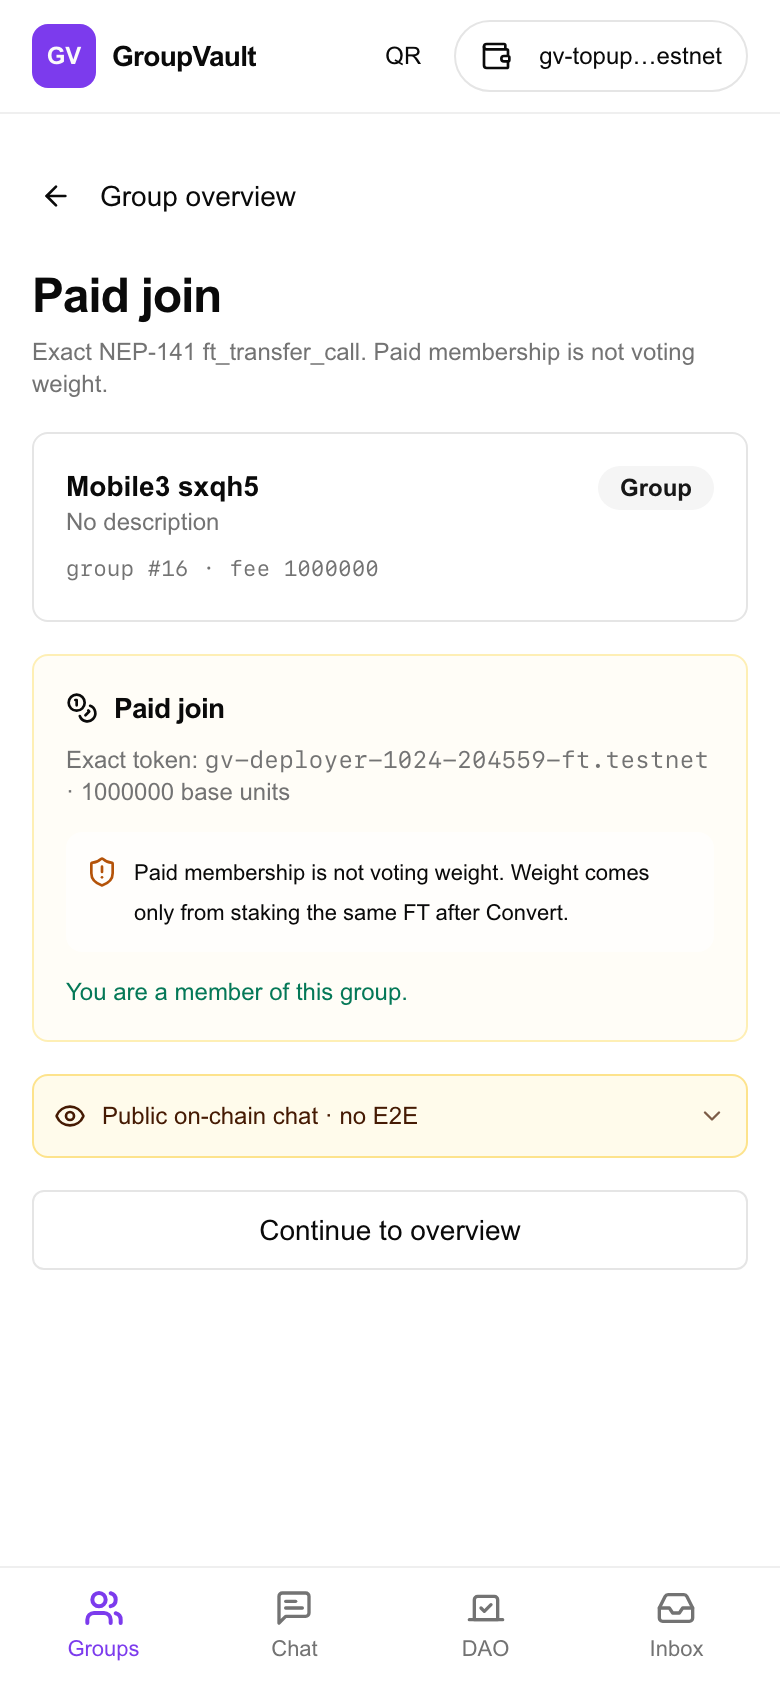 GV
GroupVault
QR
gv-topup…estnet
Group overview
Paid join
Exact NEP-141 ft_transfer_call. Paid membership is not voting
weight.
Mobile3 sxqh5
Group
No description
group #16 · fee 1000000
Paid join
Exact token: gv-deployer-1024-204559-ft.testnet
· 1000000 base units
Paid membership is not voting weight. Weight comes
only from staking the same FT after Convert.
You are a member of this group.
Public on-chain chat · no E2E
Continue to overview
Groups
Chat
DAO
Inbox